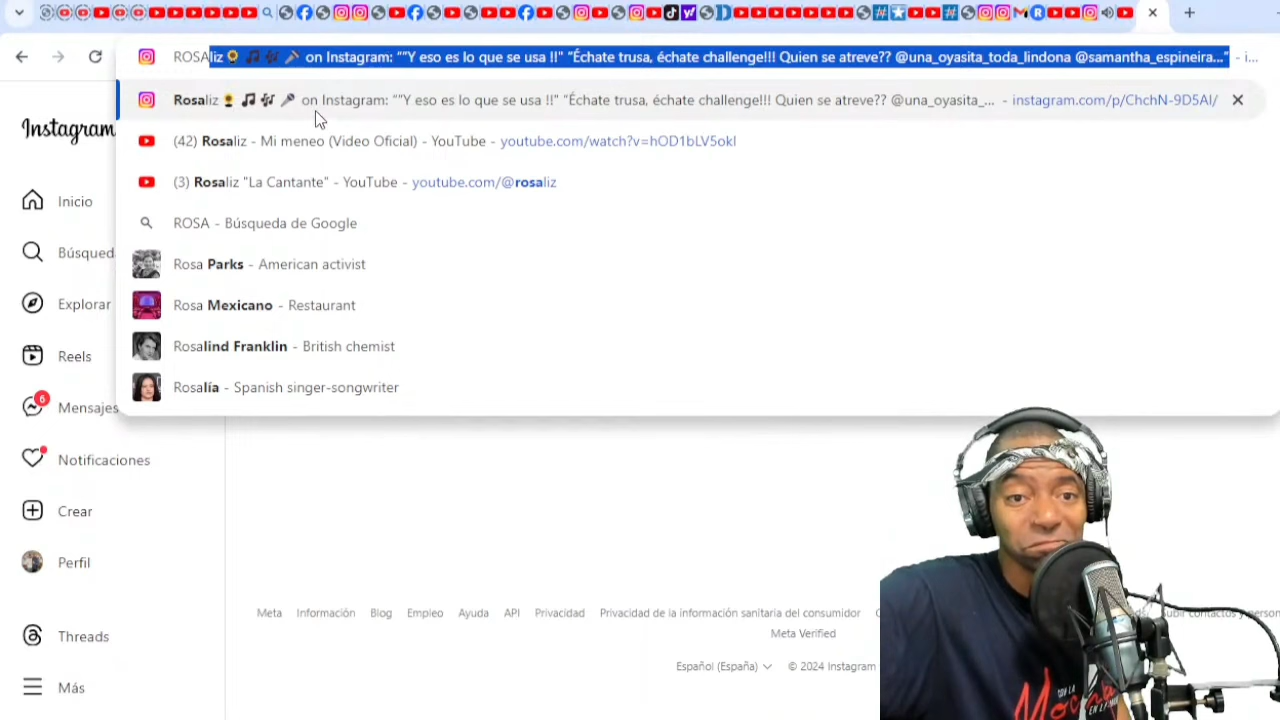 ROSAliz 🌻 🎵 🎶 🎤 on Instagram: “"Y eso es lo que se usa !!" "Échate trusa, échate challenge!!! Quien se atreve?? @una_oyasita_toda_lindona @samantha_espineira…" - i...
Rosaliz 🌻 🎵 🎶 🎤 on Instagram: “"Y eso es lo que se usa !!" "Échate trusa, échate challenge!!! Quien se atreve?? @una_oyasita_... - instagram.com/p/ChchN-9D5AI/
(42) Rosaliz - Mi meneo (Video Oficial) - YouTube - youtube.com/watch?v=hOD1bLV5okI
(3) Rosaliz "La Cantante" - YouTube - youtube.com/@rosaliz
ROSA - Búsqueda de Google
Rosa Parks - American activist
Rosa Mexicano - Restaurant
Rosalind Franklin - British chemist
Rosalía - Spanish singer-songwriter
Instagram
Inicio
Búsqued
Explorar
Reels
6
Mensajes
Notificaciones
Crear
Perfil
Threads
Más
Meta Información Blog Empleo Ayuda API Privacidad Privacidad de la información sanitaria del consumidor
Meta Verified
Español (España) © 2024 Instagram